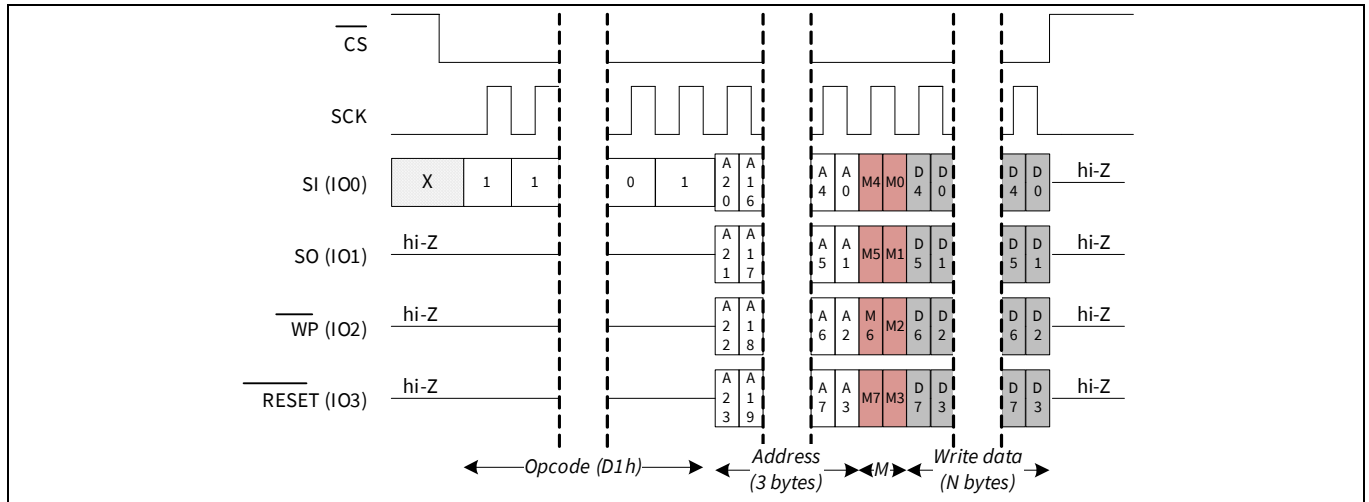 CS
SCK
SI (IO0) X 1 1 0 1 A20 A16 A4 A0 M4 M0 D4 D0 D4 D0 hi-Z
SO (IO1) hi-Z A21 A17 A5 A1 M5 M1 D5 D1 D5 D1 hi-Z
WP (IO2) hi-Z A22 A18 A6 A2 M6 M2 D6 D2 D6 D2 hi-Z
RESET (IO3) hi-Z A23 A19 A7 A3 M7 M3 D7 D3 D7 D3 hi-Z
Opcode (D1h) Address M Write data
(3 bytes) (N bytes)